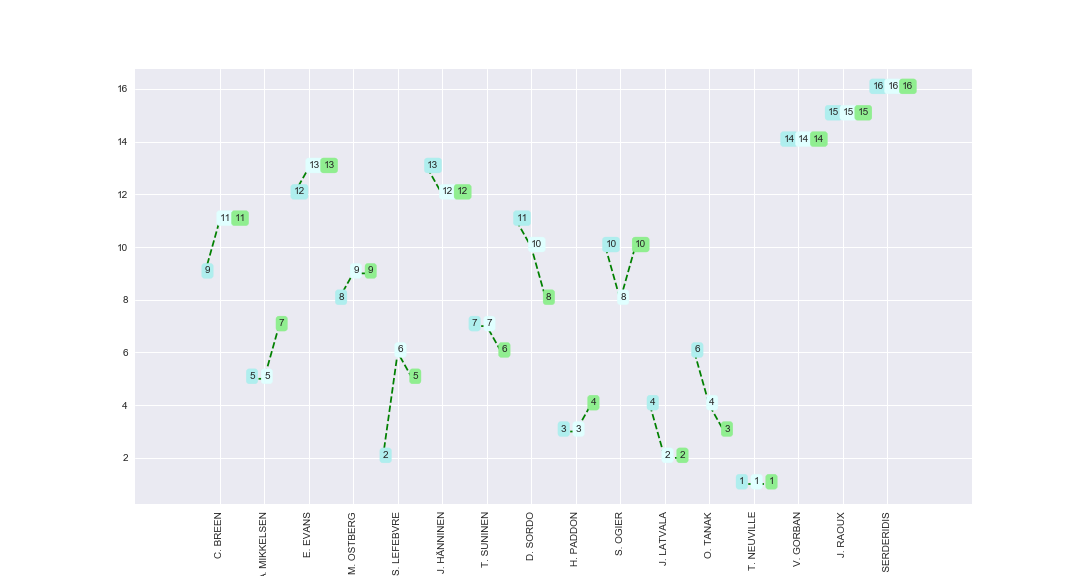 16
16 16 16
15 15 15
14
14 14 14
13 13
13
12
12
12 12
11 11
11
10
10
10 10
9
9 9
8
8
8
8
7
7 7
6
6
6
6
5 5
5
4
4
4
4
3 3
3
2
2
2 2
1 1 1
C. BREEN
. MIKKELSEN
E. EVANS
M. OSTBERG
S. LEFEBVRE
J. HÄNNINEN
T. SUNINEN
D. SORDO
H. PADDON
S. OGIER
J. LATVALA
O. TANAK
T. NEUVILLE
V. GORBAN
J. RAOUX
SERDERIDIS